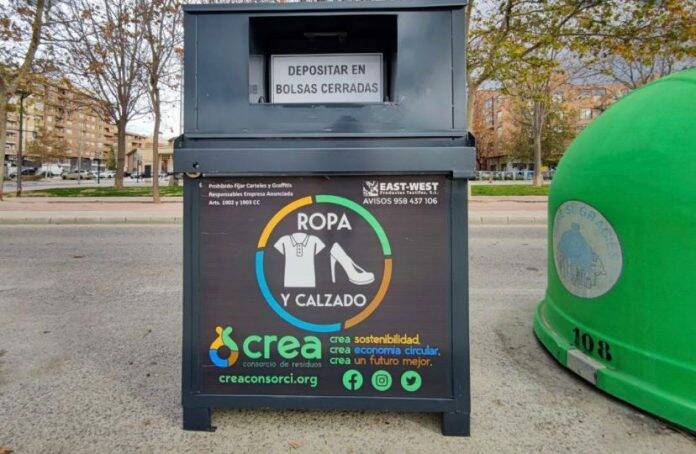 DEPOSITAR EN
BOLSAS CERRADAS
Prohibido Fijar Carteles y Graffitis
Responsables Empresa Anunciada
Arts. 1902 y 1903 CC
EAST-WEST
Productos Textiles, S.L.
AVISOS 958 437 106
ROPA
Y CALZADO
crea
consorcio de residuos
crea sostenibilidad.
crea economía circular.
crea un futuro mejor.
creaconsorci.org
108